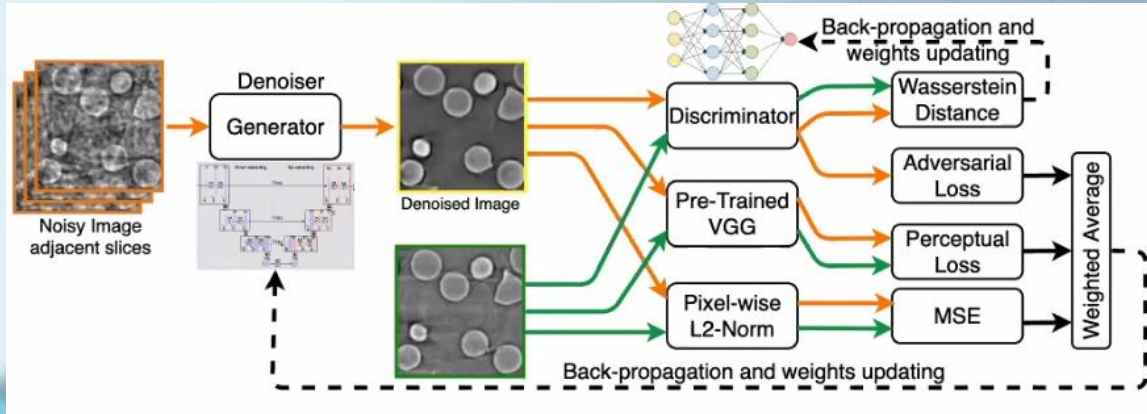 Noisy Image
adjacent slices
Denoiser
Generator
Denoised Image
Discriminator
Pre-Trained
VGG
Pixel-wise
L2-Norm
Back-propagation and
weights updating
Wasserstein
Distance
Adversarial
Loss
Perceptual
Loss
MSE
Weighted Average
Back-propagation and weights updating